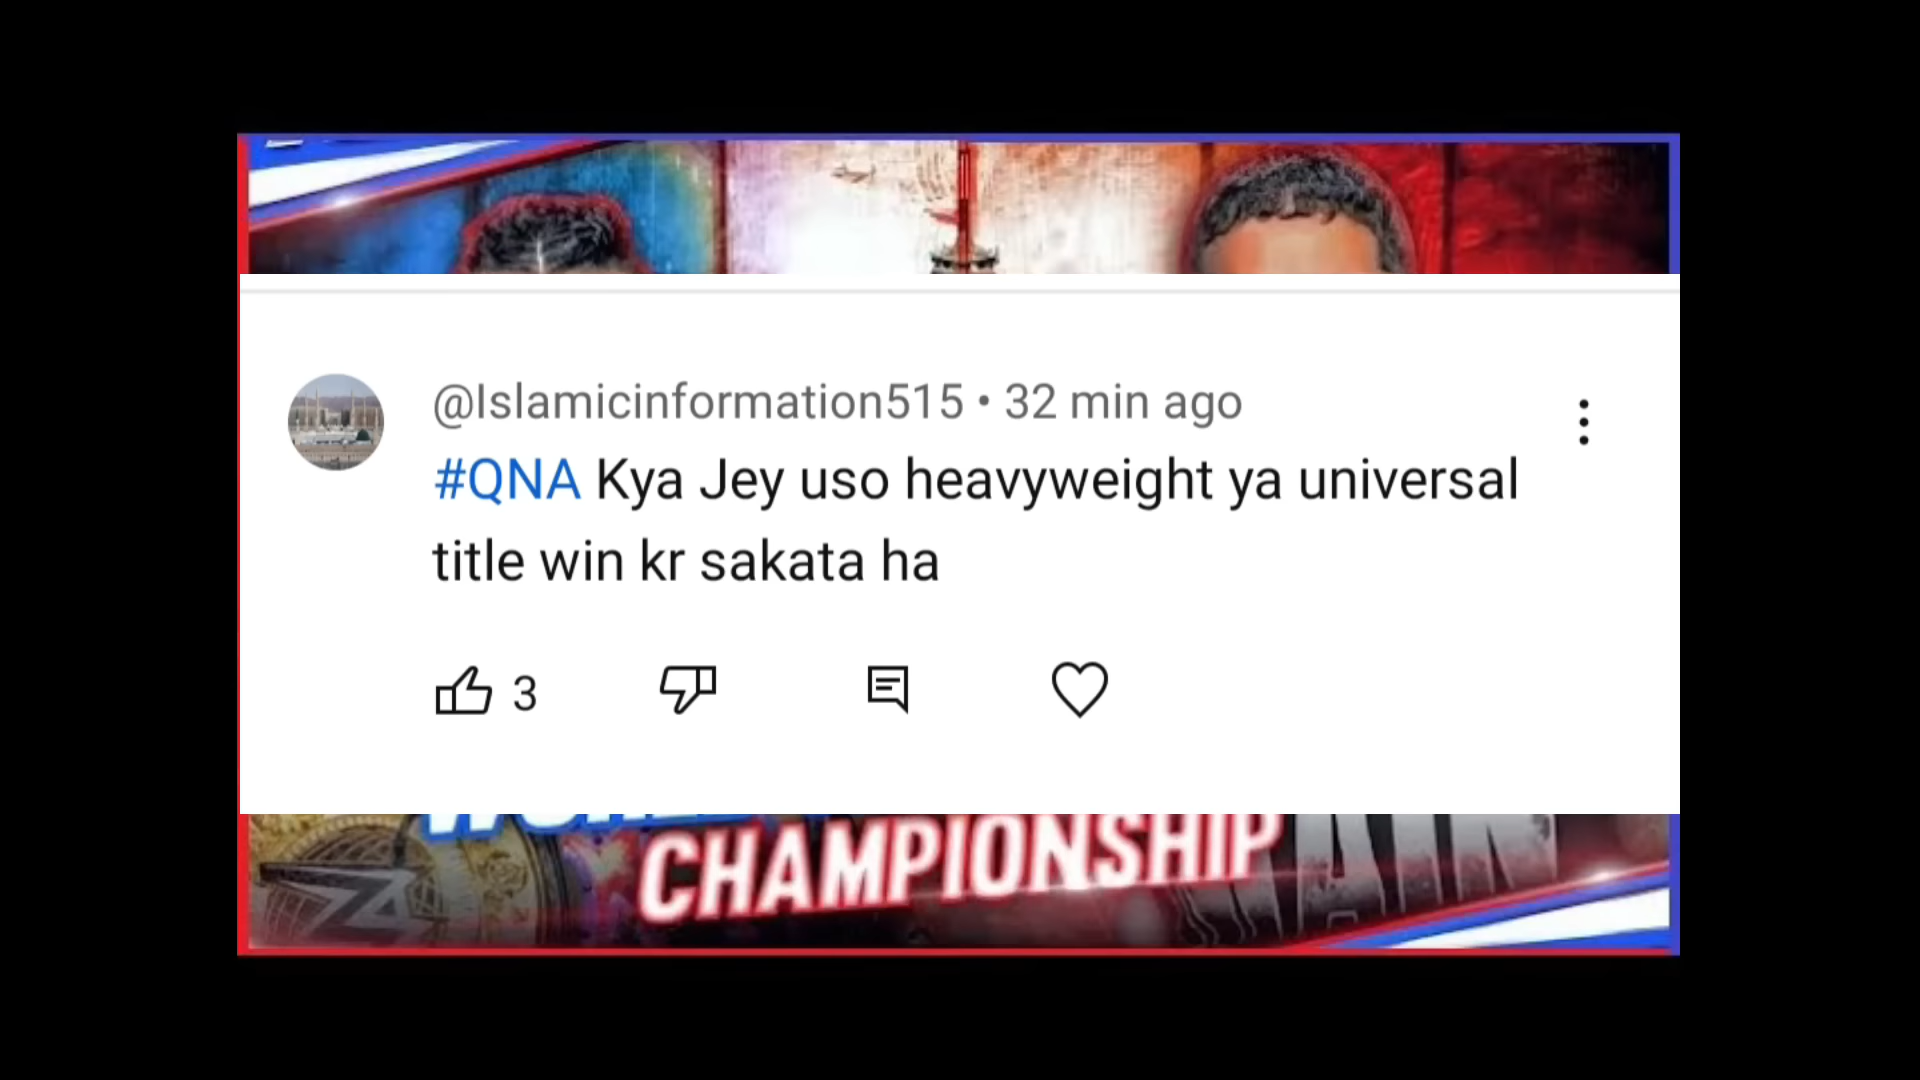 @Islamicinformation515 • 32 min ago
#QNA Kya Jey uso heavyweight ya universal
title win kr sakata ha
3
CHAMPIONSHIP